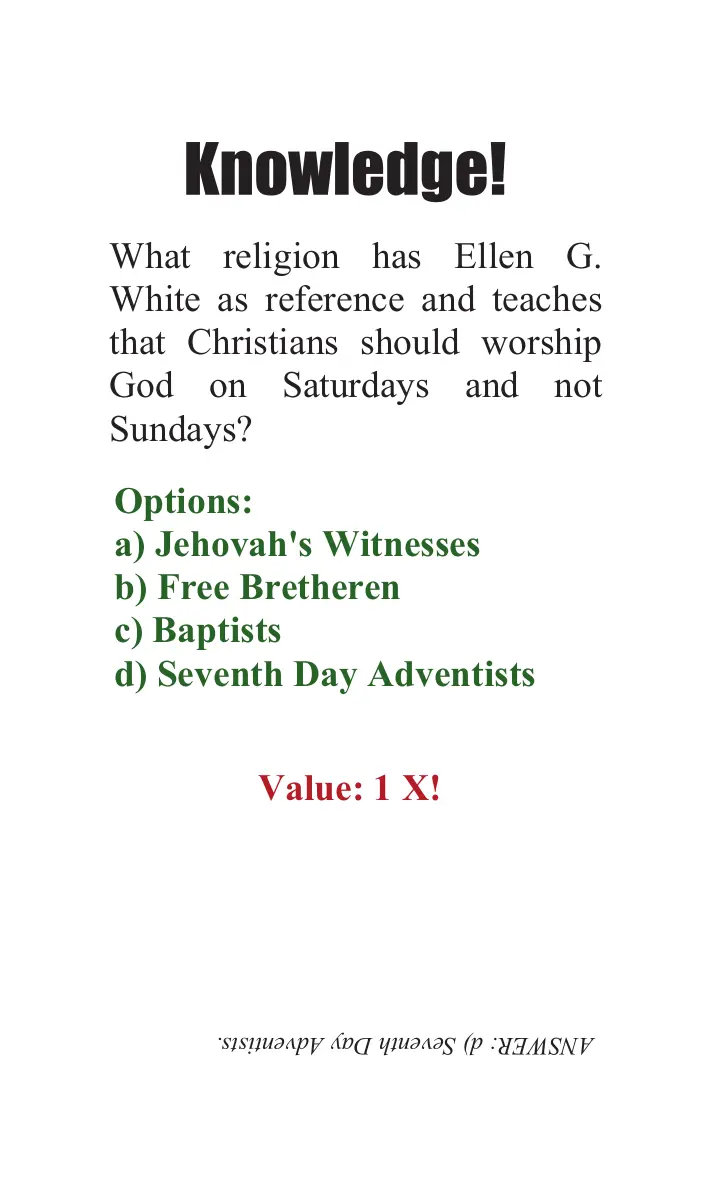 Knowledge!
What religion has Ellen G.
White as reference and teaches
that Christians should worship
God on Saturdays and not
Sundays?
Options:
a) Jehovah's Witnesses
b) Free Bretheren
c) Baptists
d) Seventh Day Adventists
Value: 1 X!
ANSWER: d) Seventh Day Adventists.